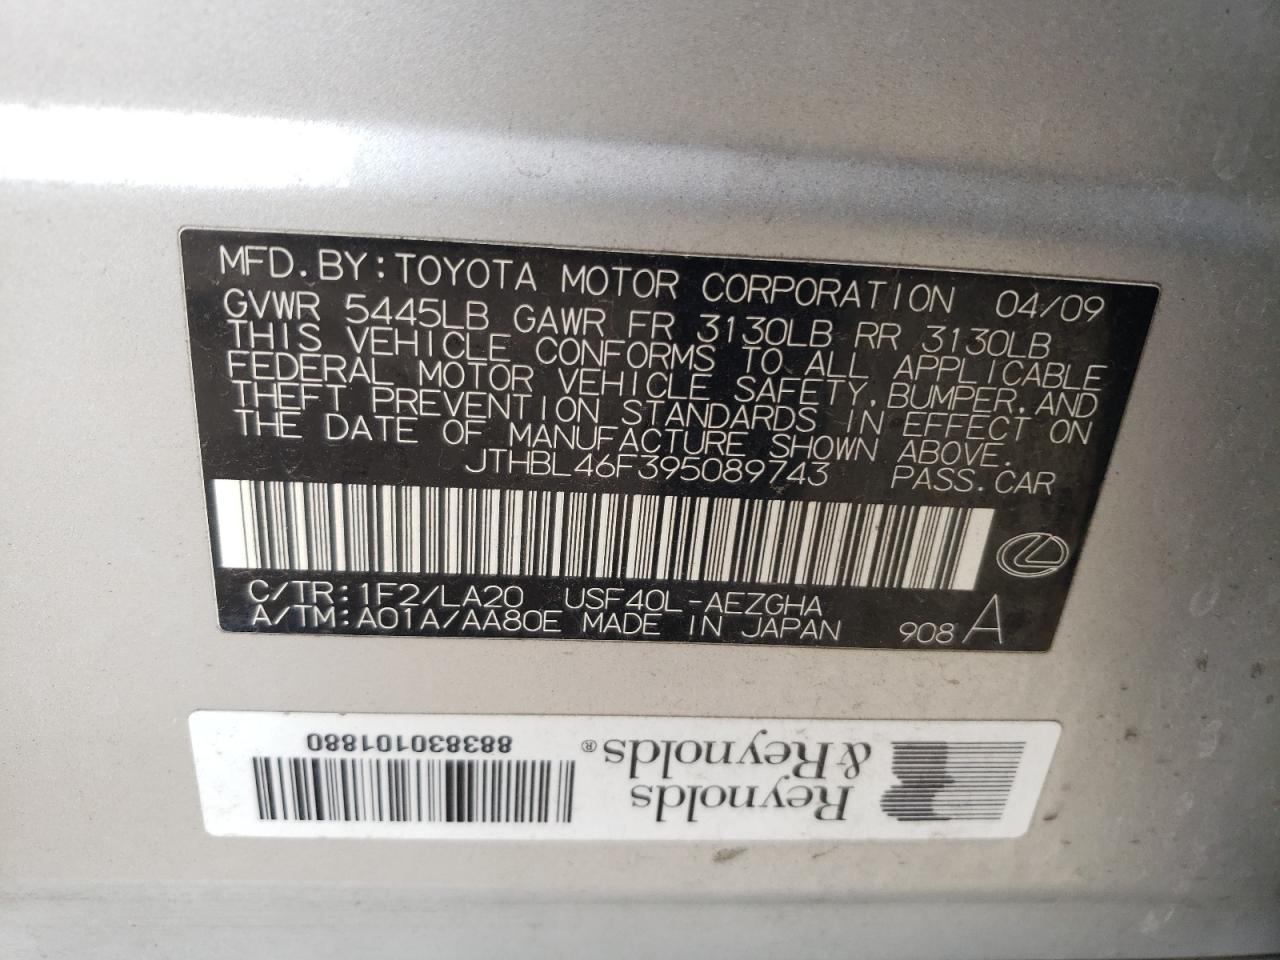 MFD.BY:TOYOTA MOTOR CORPORATION 04/09
GVWR 5445LB GAWR FR 3130LB RR 3130LB
THIS VEHICLE CONFORMS TO ALL APPLICABLE
FEDERAL MOTOR VEHICLE SAFETY,BUMPER,AND
THEFT PREVENTION STANDARDS IN EFFECT ON
THE DATE OF MANUFACTURE SHOWN ABOVE.
JTHBL46F395089743 PASS.CAR
C/TR:1F2/LA20 USF40L-AEZGHA
A/TM:A01A/AA80E MADE IN JAPAN 908 A
Reynolds
&Reynolds®
883830101880